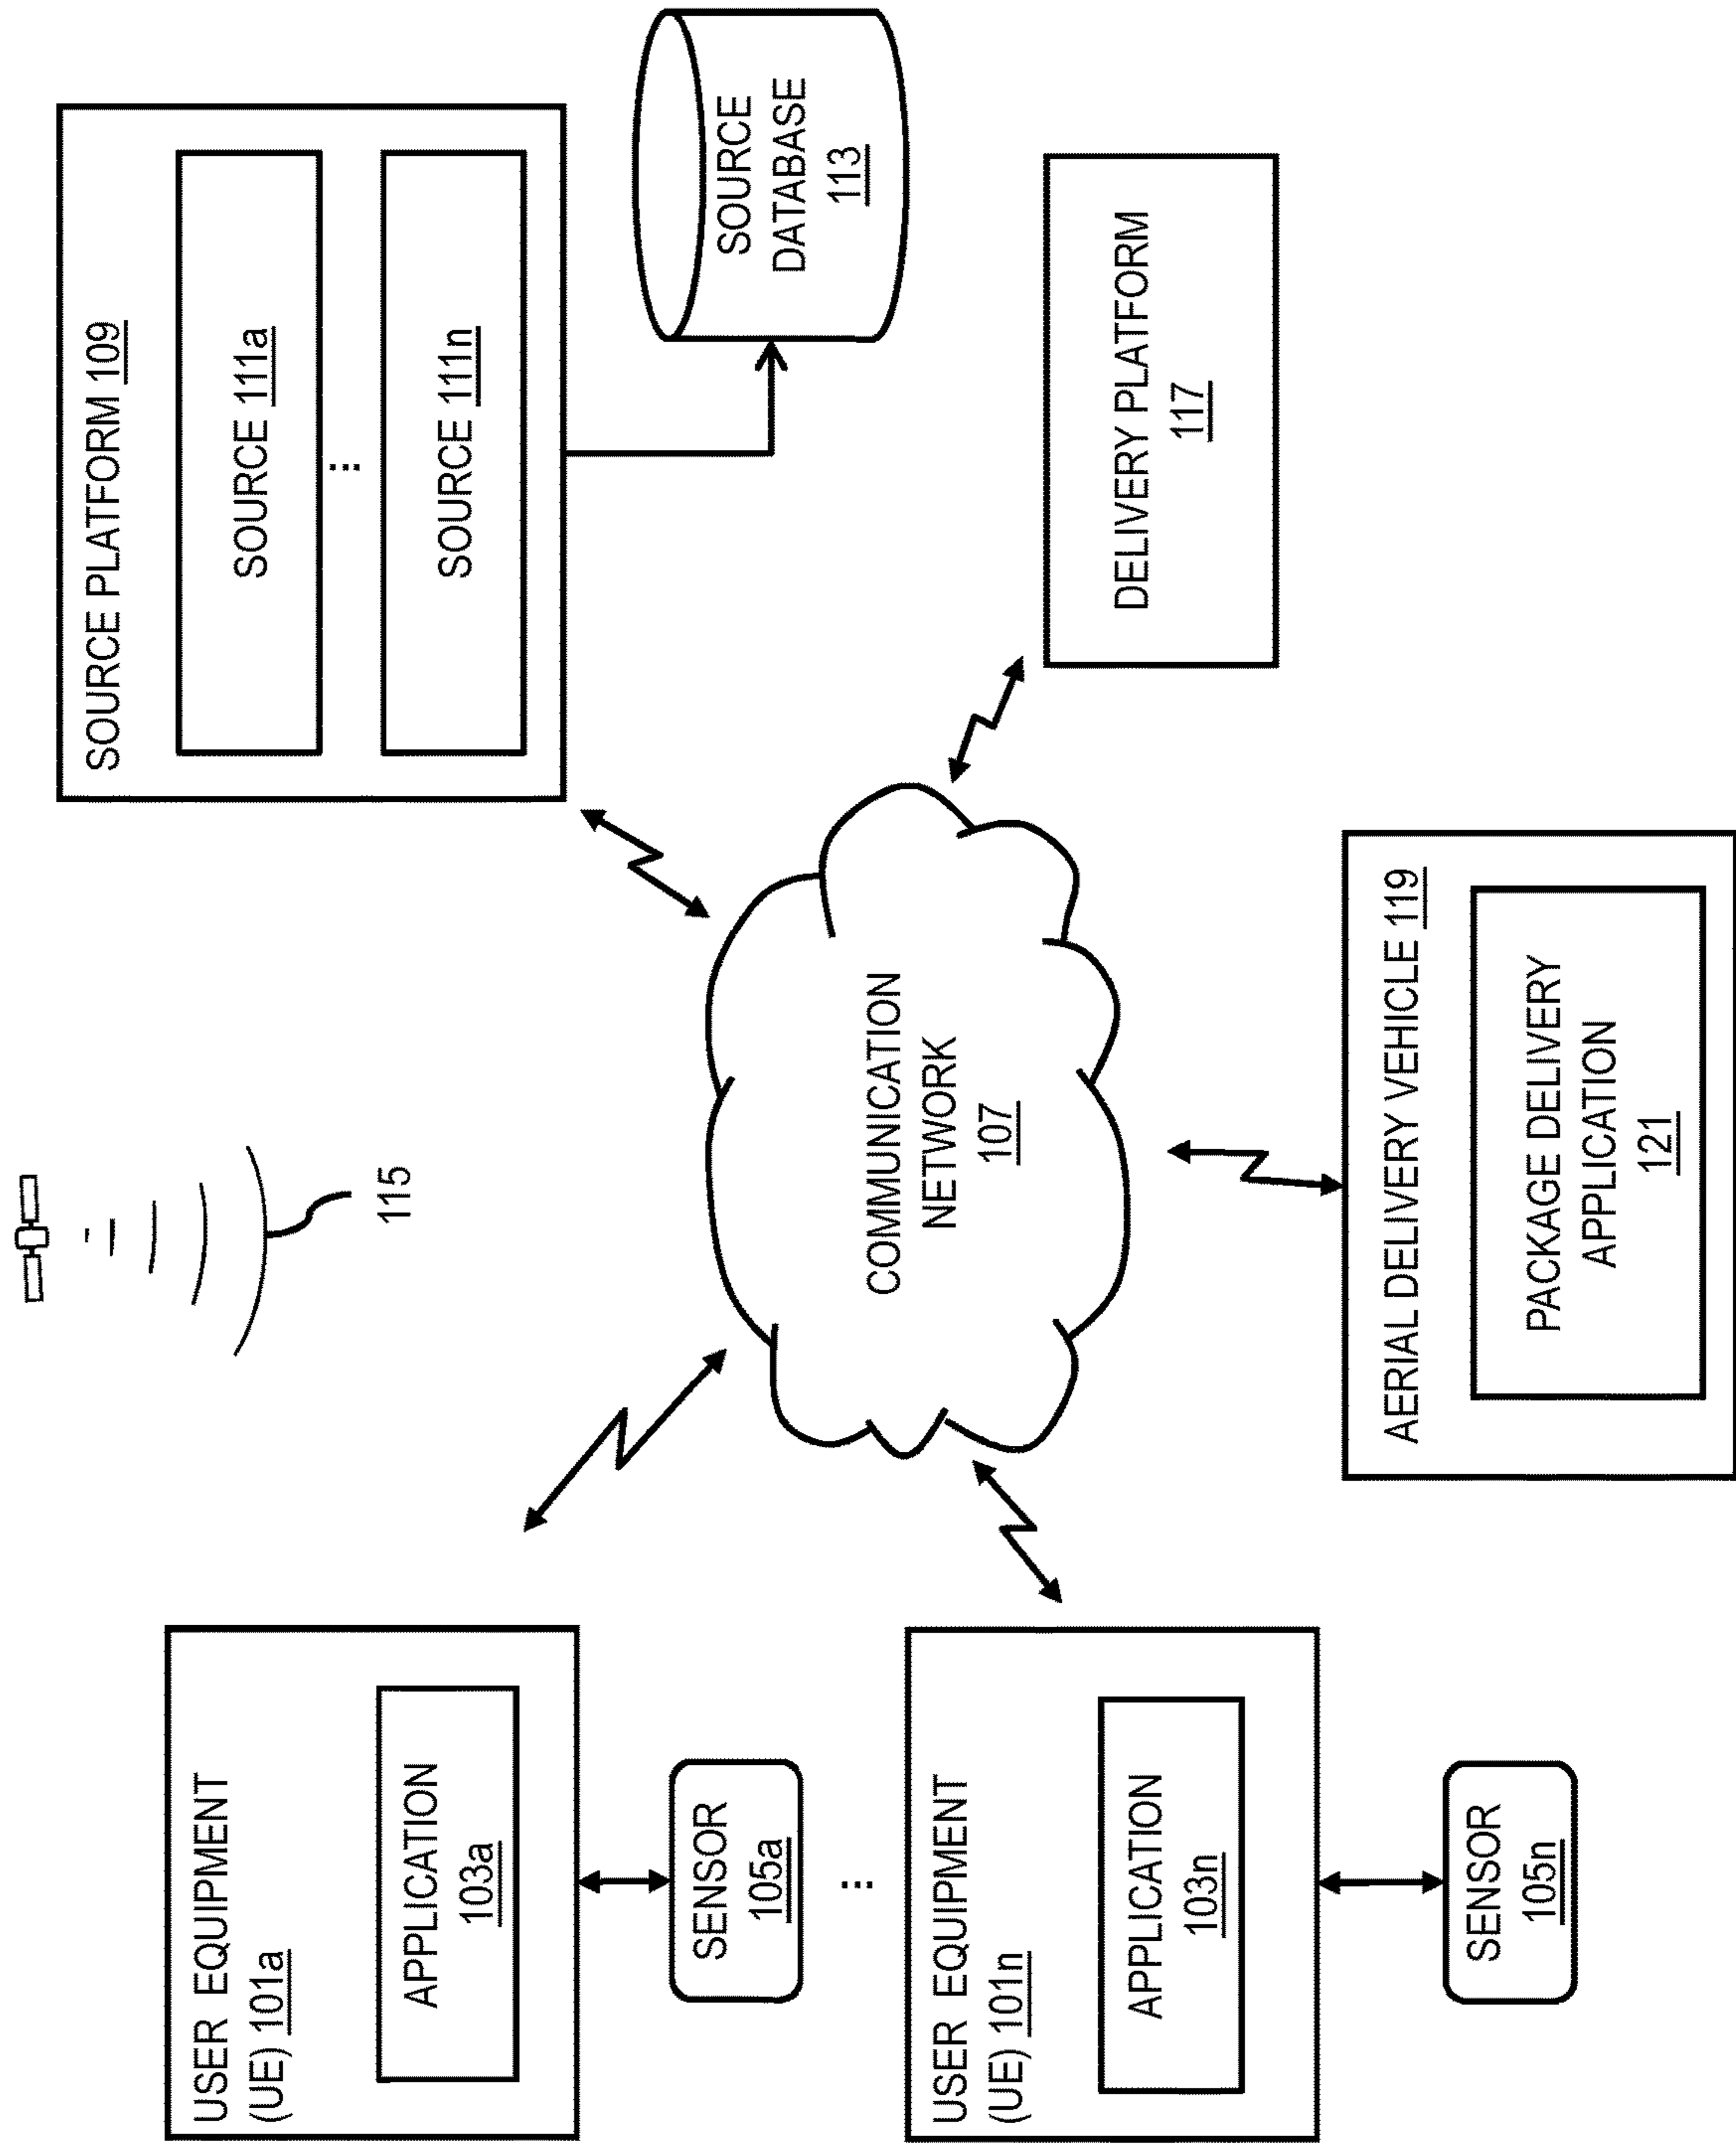 USER EQUIPMENT
(UE) 101a
APPLICATION
103a
SENSOR
105a
...
USER EQUIPMENT
(UE) 101n
APPLICATION
103n
SENSOR
105n
115
COMMUNICATION
NETWORK
107
AERIAL DELIVERY VEHICLE 119
PACKAGE DELIVERY
APPLICATION
121
SOURCE PLATFORM 109
SOURCE 111a
...
SOURCE 111n
SOURCE
DATABASE
113
DELIVERY PLATFORM
117